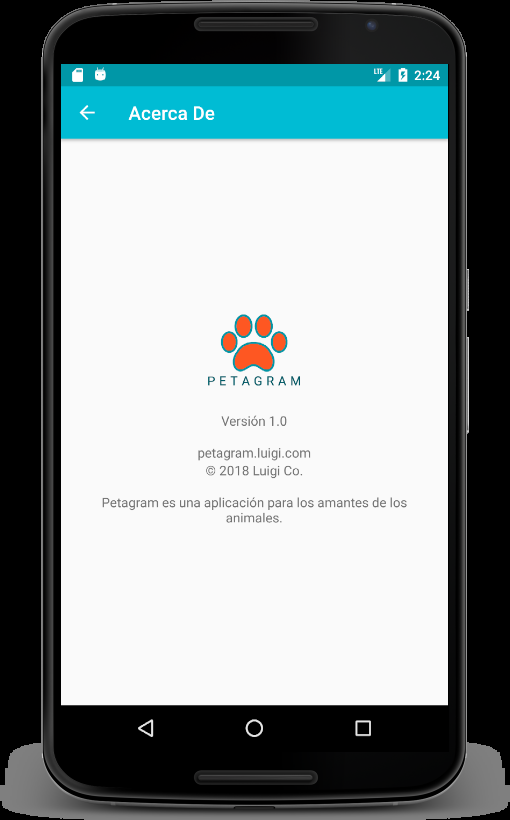 LTE 2:24
Acerca De
PETAGRAM
Versión 1.0
petagram.luigi.com
© 2018 Luigi Co.
Petagram es una aplicación para los amantes de los
animales.